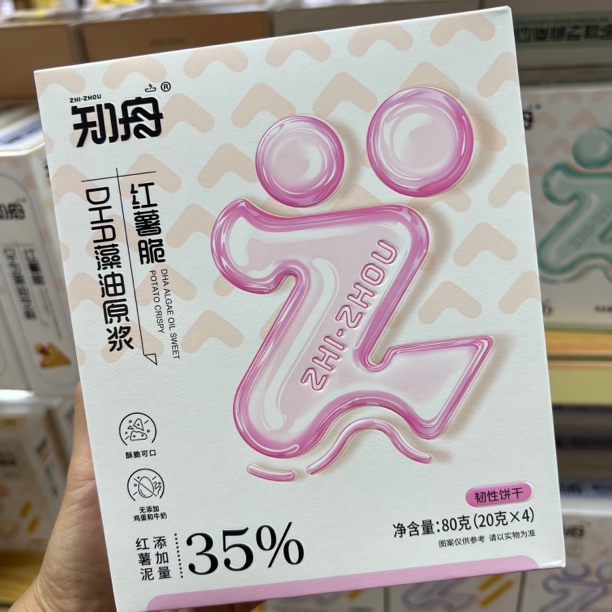 ZHI-ZHOU
知舟®
红薯脆
DHA藻油原浆
DHA ALGAE OIL SWEET
POTATO CRISPY
ZHI·ZHOU
酥脆可口
无添加
鸡蛋和牛奶
红薯泥
添加量
35%
韧性饼干
净含量:80克(20克×4)
图案仅供参考 请以实物为准